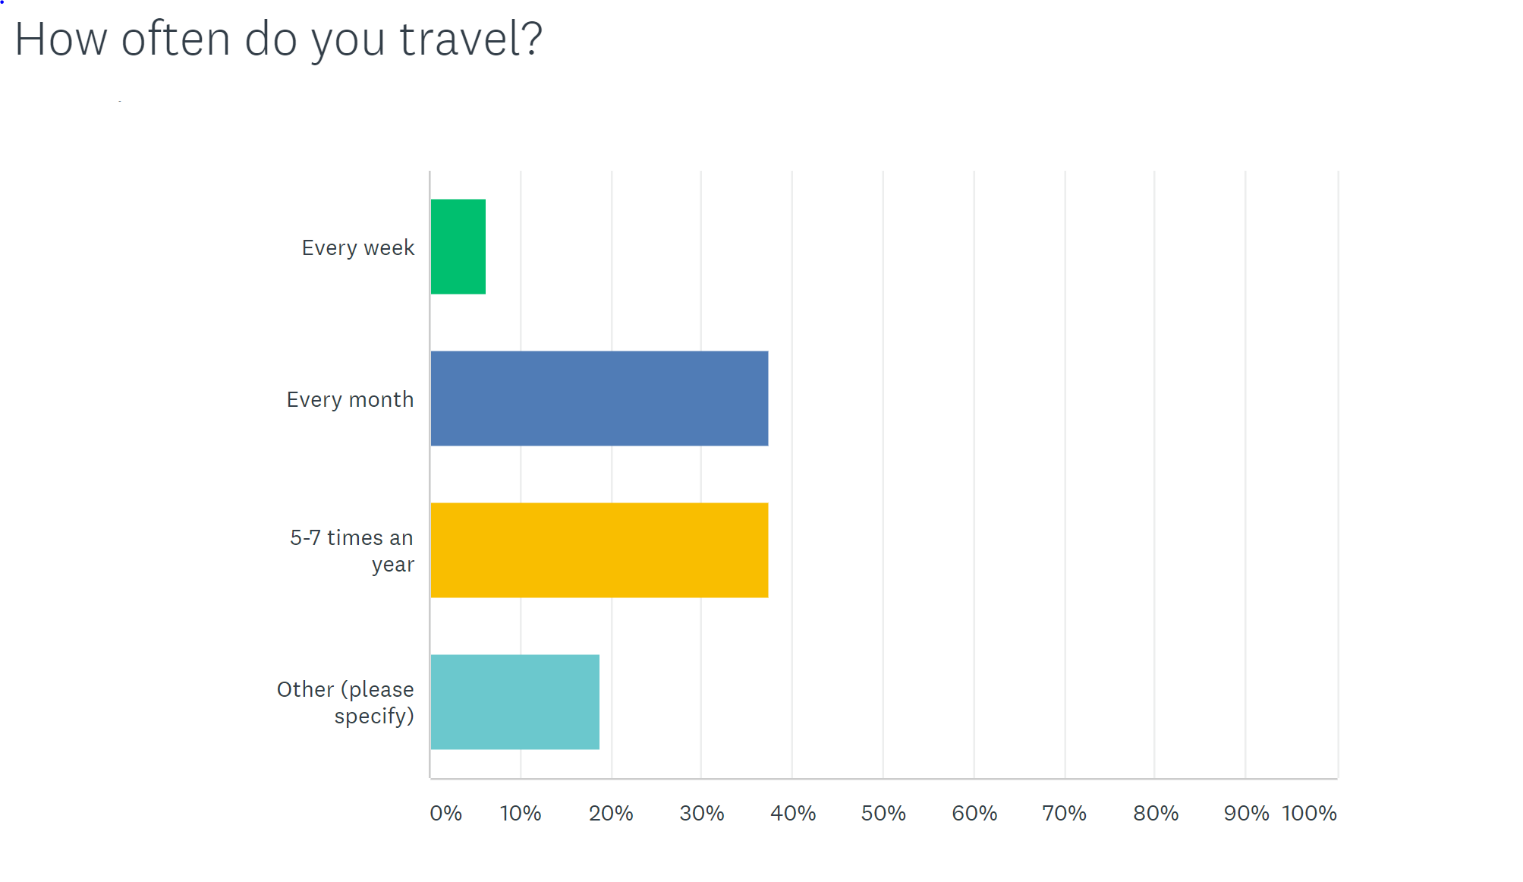 How often do you travel?
Every week
Every month
5-7 times an
year
Other (please
specify)
0% 10% 20% 30% 40% 50% 60% 70% 80% 90% 100%